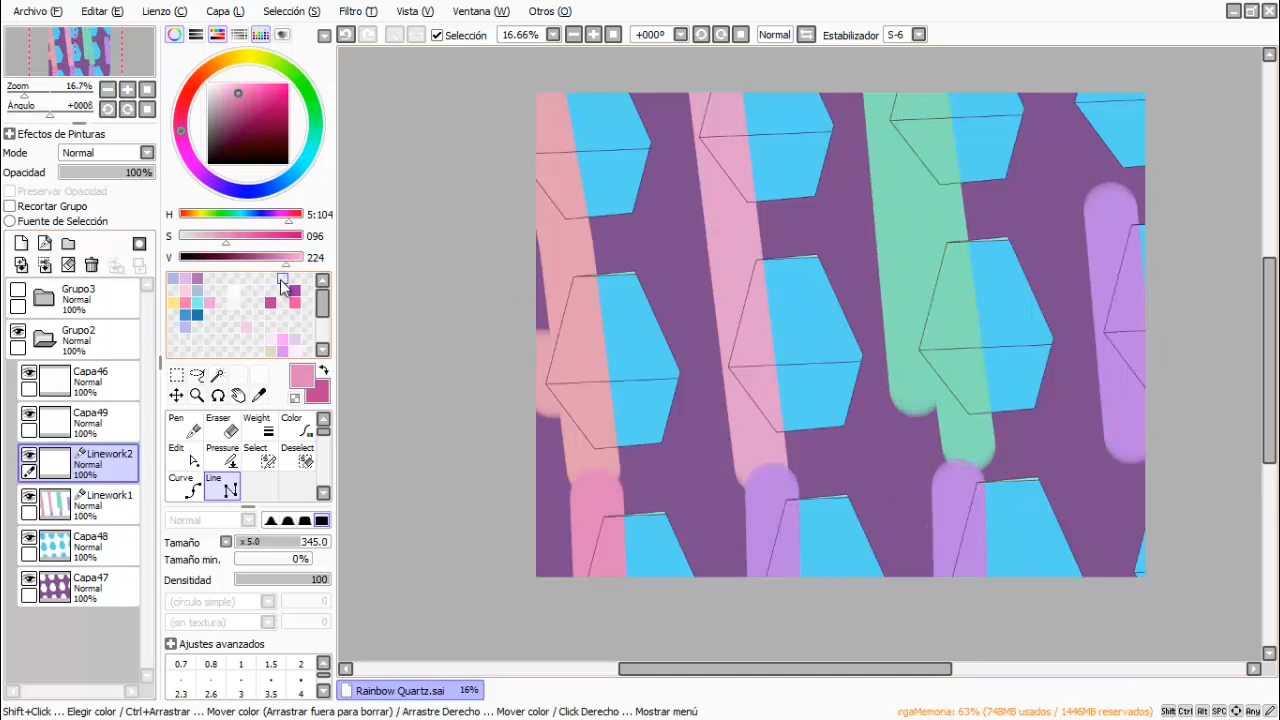 Archivo (F) Editar (E) Lienzo (C) Capa (L) Selección (S) Filtro (T) Vista (V) Ventana (W) Otros (O)
Selección 16.66% +000° Normal Estabilizador S-6
Zoom 16.7%
Ángulo +0008
Efectos de Pinturas
Mode Normal
Opacidad 100%
Preservar Opacidad
Recortar Grupo
Fuente de Selección
Grupo3
Normal
Grupo2
Normal
Capa46
Normal
100%
Capa49
Normal
100%
Linework2
Normal
100%
Linework1
Normal
100%
Capa48
Normal
100%
Capa47
Normal
100%
H 5:104
S 096
V 224
Pen Eraser Weight Color
Edit Pressure Select Deselect
Curve Line
Normal
Tamaño x 5.0 345.0
Tamaño min. 0%
Densidad 100
(círculo simple) 0
(sin textura) 0
Ajustes avanzados
0.7 0.8 1 1.5 2
2.3 2.6 3 3.5 4
Rainbow Quartz.sai 16%
Shift+Click ... Elegir color / Ctrl+Arrastrar ... Mover color (Arrastrar fuera para borrar) / Arrastre Derecho ... Mover color / Click Derecho ... Mostrar menú
rgaMemoria: 63% (748MB usados / 1446MB reservados)
Shift Ctrl Alt SPC Any